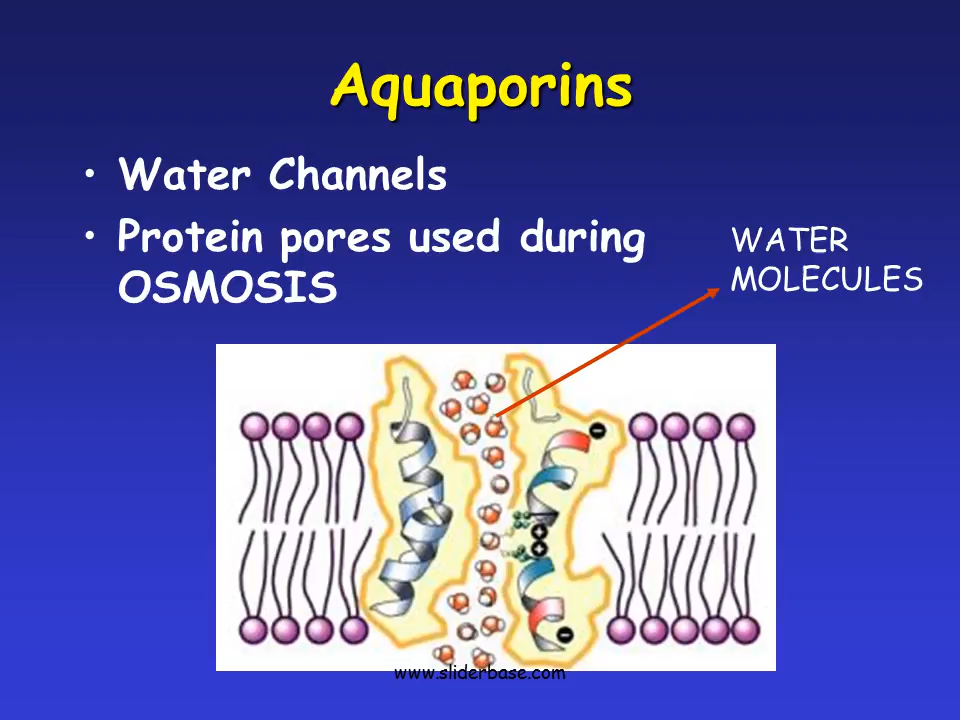 Aquaporins
• Water Channels
• Protein pores used during
OSMOSIS
WATER
MOLECULES
www.sliderbase.com